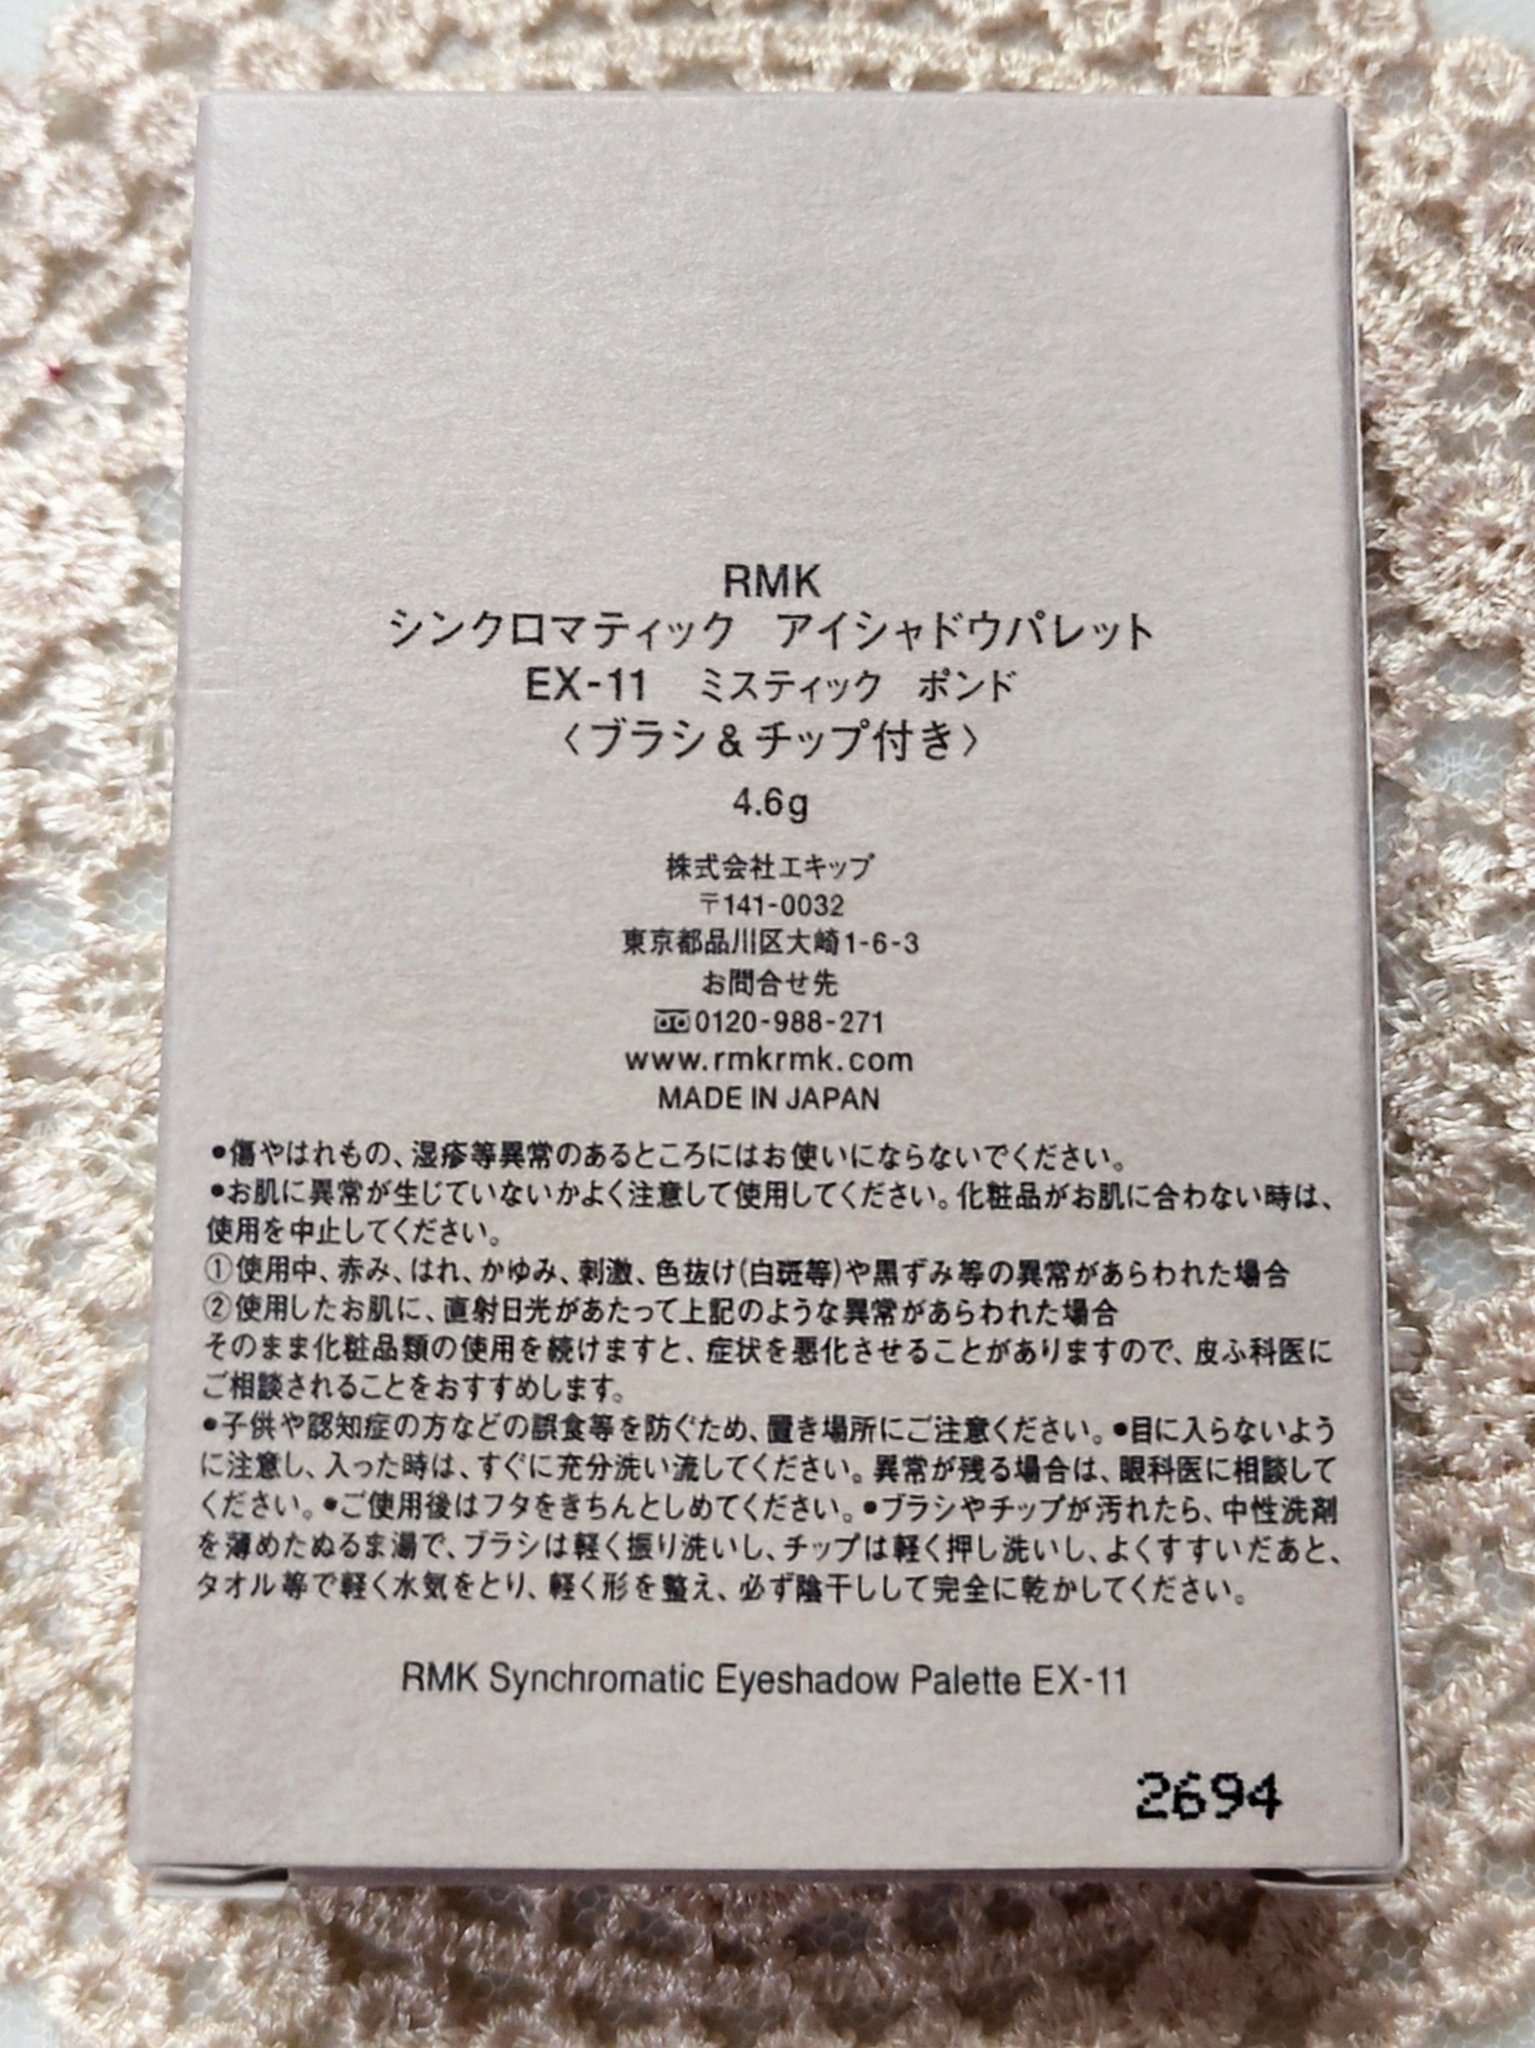 RMK
シンクロマティック アイシャドウパレット
EX-11 ミスティック ポンド
〈ブラシ&チップ付き〉
4.6g
株式会社エキップ
〒141-0032
東京都品川区大崎1-6-3
お問合せ先
0120-988-271
www.rmkrmk.com
MADE IN JAPAN
●傷やはれもの、湿疹等異常のあるところにはお使いにならないでください。
●お肌に異常が生じていないかよく注意して使用してください。化粧品がお肌に合わない時は、
使用を中止してください。
①使用中、赤み、はれ、かゆみ、刺激、色抜け(白斑等)や黒ずみ等の異常があらわれた場合
②使用したお肌に、直射日光があたって上記のような異常があらわれた場合
そのまま化粧品類の使用を続けますと、症状を悪化させることがありますので、皮ふ科医に
ご相談されることをおすすめします。
●子供や認知症の方などの誤食等を防ぐため、置き場所にご注意ください。●目に入らないよう
に注意し、入った時は、すぐに充分洗い流してください。異常が残る場合は、眼科医に相談して
ください。●ご使用後はフタをきちんとしめてください。●ブラシやチップが汚れたら、中性洗剤
を薄めたぬるま湯で、ブラシは軽く振り洗いし、チップは軽く押し洗いし、よくすすいだあと、
タオル等で軽く水気をとり、軽く形を整え、必ず陰干しして完全に乾かしてください。
RMK Synchromatic Eyeshadow Palette EX-11
2694